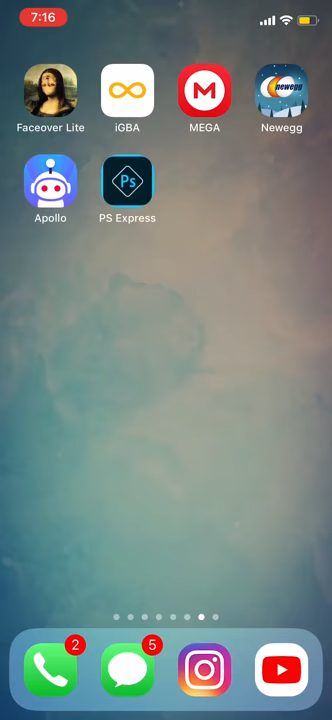 7:16
Faceover Lite
iGBA
MEGA
newegg
Newegg
Apollo
Ps
PS Express
2
5